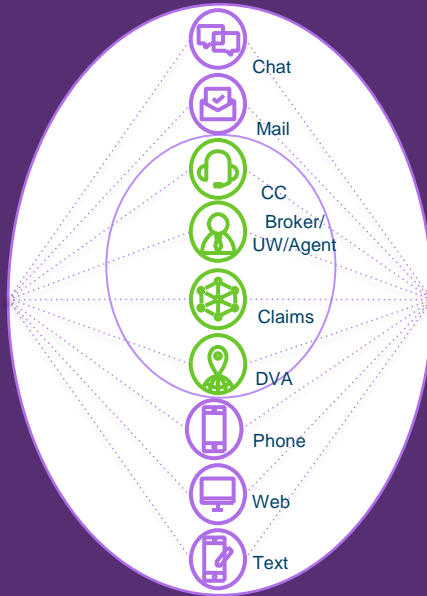 Chat
Mail
CC
Broker/
UW//Agent
Claims
DVA
Phone
Web
Text